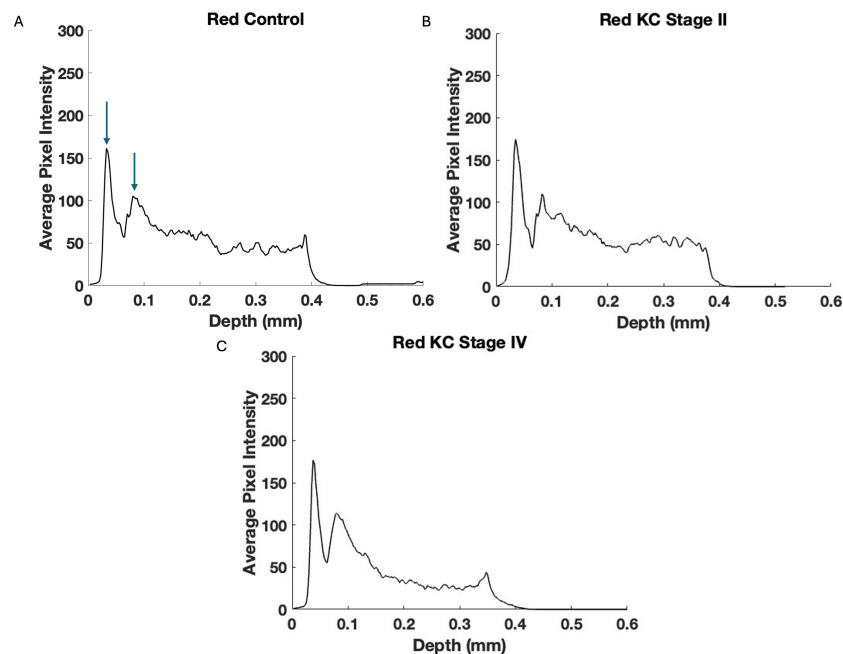 A
Red Control
300
250
200
150
100
50
0
Average Pixel Intensity
0 0.1 0.2 0.3 0.4 0.5 0.6
Depth (mm)
B
Red KC Stage II
300
250
200
150
100
50
0
Average Pixel Intensity
0 0.1 0.2 0.3 0.4 0.5 0.6
Depth (mm)
C
Red KC Stage IV
300
250
200
150
100
50
0
Average Pixel Intensity
0 0.1 0.2 0.3 0.4 0.5 0.6
Depth (mm)